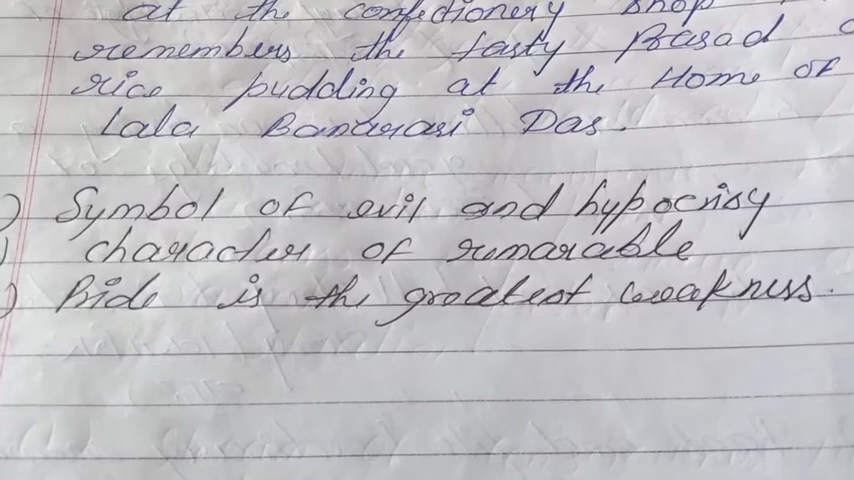 at the confectionery shop
remembers the tasty Prasad
rice pudding at the Home of
Lala Banarasi Das.
) Symbol of evil and hypocrisy
) character of remarable
) Pride is the greatest weakness.